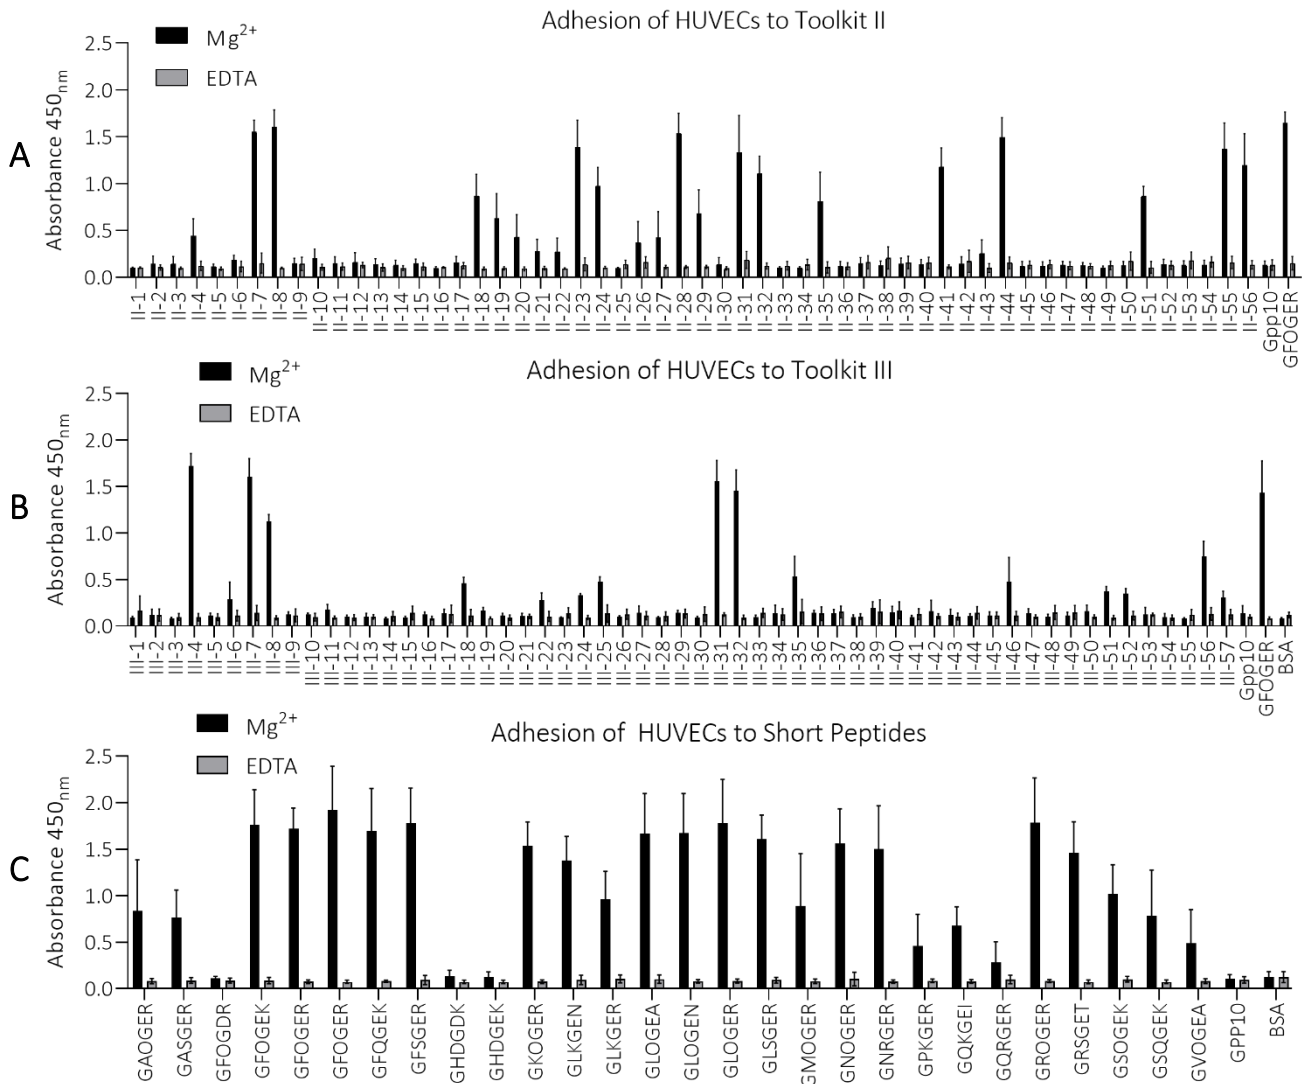 Adhesion of HUVECs to Toolkit II
Mg2+
EDTA
A
Absorbance 450nm
2.5
2.0
1.5
1.0
0.5
0.0
II-1
II-2
II-3
II-4
II-5
II-6
II-7
II-8
II-9
II-10
II-11
II-12
II-13
II-14
II-15
II-16
II-17
II-18
II-19
II-20
II-21
II-22
II-23
II-24
II-25
II-26
II-27
II-28
II-29
II-30
II-31
II-32
II-33
II-34
II-35
II-36
II-37
II-38
II-39
II-40
II-41
II-42
II-43
II-44
II-45
II-46
II-47
II-48
II-49
II-50
II-51
II-52
II-53
II-54
II-55
II-56
Gpp10
GFOGER
Adhesion of HUVECs to Toolkit III
Mg2+
EDTA
B
Absorbance 450nm
2.5
2.0
1.5
1.0
0.5
0.0
III-1
III-2
III-3
III-4
III-5
III-6
III-7
III-8
III-9
III-10
III-11
III-12
III-13
III-14
III-15
III-16
III-17
III-18
III-19
III-20
III-21
III-22
III-23
III-24
III-25
III-26
III-27
III-28
III-29
III-30
III-31
III-32
III-33
III-34
III-35
III-36
III-37
III-38
III-39
III-40
III-41
III-42
III-43
III-44
III-45
III-46
III-47
III-48
III-49
III-50
III-51
III-52
III-53
III-54
III-55
III-56
III-57
Gpp10
GFOGER
BSA
Adhesion of HUVECs to Short Peptides
Mg2+
EDTA
C
Absorbance 450nm
2.5
2.0
1.5
1.0
0.5
0.0
GAOGER
GASGER
GFOGDR
GFOGEK
GFOGER
GFOGER
GFQGEK
GFSGER
GHDGDK
GHDGEK
GKOGER
GLKGEN
GLKGER
GLOGEA
GLOGEN
GLOGER
GLSGER
GMOGER
GNOGER
GNRGER
GPKGER
GQKGEI
GQRGER
GROGER
GRSGET
GSOGEK
GSQGEK
GVOGEA
GPP10
BSA